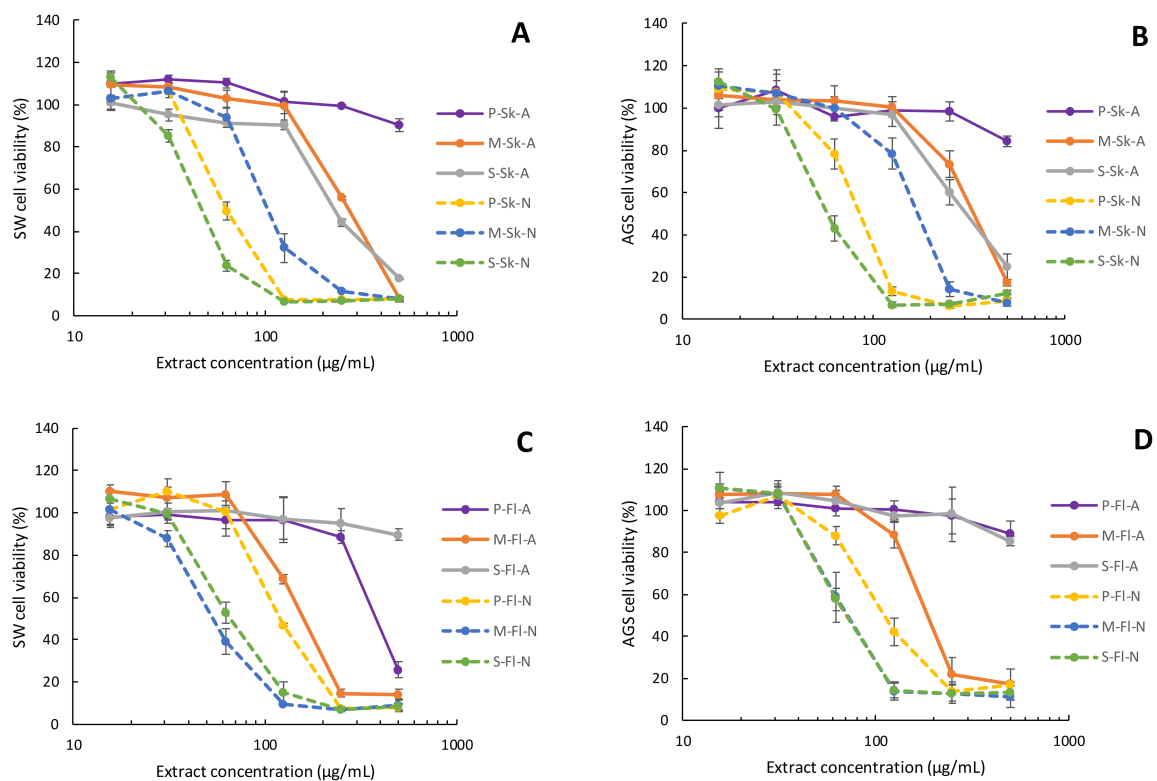 A
SW cell viability (%)
140
120
100
80
60
40
20
0
10
100
1000
Extract concentration (µg/mL)
P-Sk-A
M-Sk-A
S-Sk-A
P-Sk-N
M-Sk-N
S-Sk-N
B
AGS cell viability (%)
140
120
100
80
60
40
20
0
10
100
1000
Extract concentration (µg/mL)
P-Sk-A
M-Sk-A
S-Sk-A
P-Sk-N
M-Sk-N
S-Sk-N
C
SW cell viability (%)
140
120
100
80
60
40
20
0
10
100
1000
Extract concentration (µg/mL)
P-Fl-A
M-Fl-A
S-Fl-A
P-Fl-N
M-Fl-N
S-Fl-N
D
AGS cell viability (%)
140
120
100
80
60
40
20
0
10
100
1000
Extract concentration (µg/mL)
P-Fl-A
M-Fl-A
S-Fl-A
P-Fl-N
M-Fl-N
S-Fl-N